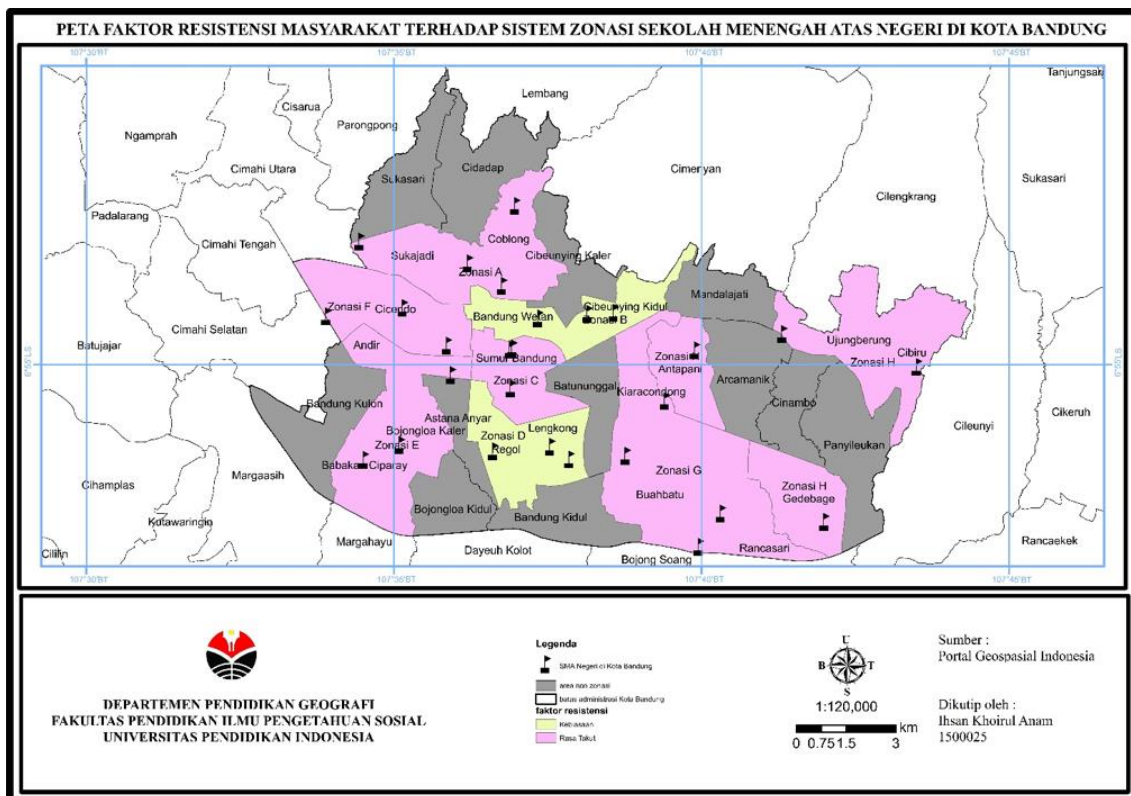 PETA FAKTOR RESISTENSI MASYARAKAT TERHADAP SISTEM ZONASI SEKOLAH MENENGAH ATAS NEGERI DI KOTA BANDUNG
107°30'BT
107°35'BT
107°40'BT
107°45'BT
Tanjungsari
Lembang
Cisarua
Parongpong
Ngamprah
Cimahi Utara
Cidadap
Sukasari
Cimenyan
Cilengkrang
Sukasari
Padalarang
Cimahi Tengah
Coblong
Sukajadi
Cibeunying Kaler
Zonasi A
Mandalajati
Zonasi F
Cicendo
Bandung Wetan
Cibeunying Kidul
Zonasi B
Cimahi Selatan
Batujajar
Andir
Sumur Bandung
Zonasi
Antapani
Ujungberung
Zonasi H
Cibiru
6°55'LS
6°55'LS
Zonasi C
Batununggal
Kiaracondong
Arcamanik
Bandung Kulon
Astana Anyar
Cinambo
Cikeruh
Bojongloa Kaler
Zonasi E
Zonasi D
Regol
Lengkong
Panyileukan
Cileunyi
Babakan Ciparay
Zonasi G
Margaasih
Zonasi H
Gedebage
Cihamplas
Buahbatu
Bojongloa Kidul
Bandung Kidul
Kutawaringin
Margahayu
Dayeuh Kolot
Rancasari
Rancaekek
Cililin
Bojong Soang
107°30'BT
107°35'BT
107°40'BT
107°45'BT
DEPARTEMEN PENDIDIKAN GEOGRAFI
FAKULTAS PENDIDIKAN ILMU PENGETAHUAN SOSIAL
UNIVERSITAS PENDIDIKAN INDONESIA
Legenda
SMA Negeri di Kota Bandung
area non zonasi
batas administrasi Kota Bandung
faktor resistensi
Kebiasaan
Rasa Takut
U
B
T
S
1:120,000
km
0 0.75 1.5 3
Sumber :
Portal Geospasial Indonesia
Dikutip oleh :
Ihsan Khoirul Anam
1500025